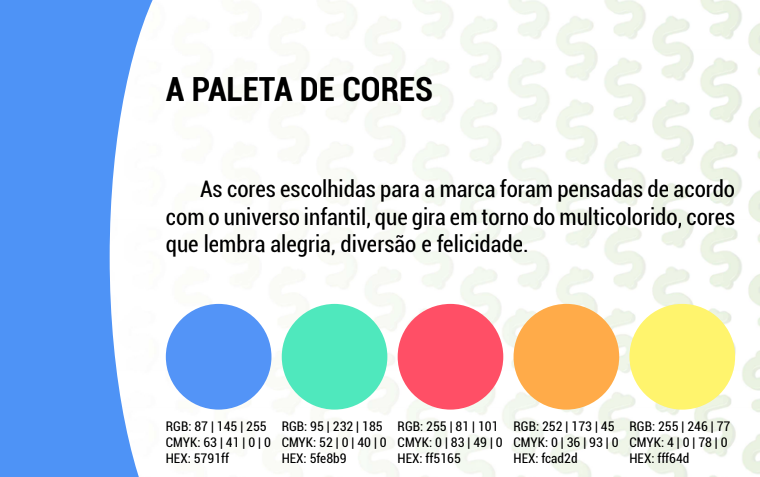 A PALETA DE CORES
As cores escolhidas para a marca foram pensadas de acordo
com o universo infantil, que gira em torno do multicolorido, cores
que lembra alegria, diversão e felicidade.
RGB: 87 | 145 | 255 RGB: 95 | 232 | 185 RGB: 255 | 81 | 101 RGB: 252 | 173 | 45 RGB: 255 | 246 | 77
CMYK: 63 | 41 | 0 | 0 CMYK: 52 | 0 | 40 | 0 CMYK: 0 | 83 | 49 | 0 CMYK: 0 | 36 | 93 | 0 CMYK: 4 | 0 | 78 | 0
HEX: 5791ff HEX: 5fe8b9 HEX: ff5165 HEX: fcad2d HEX: fff64d